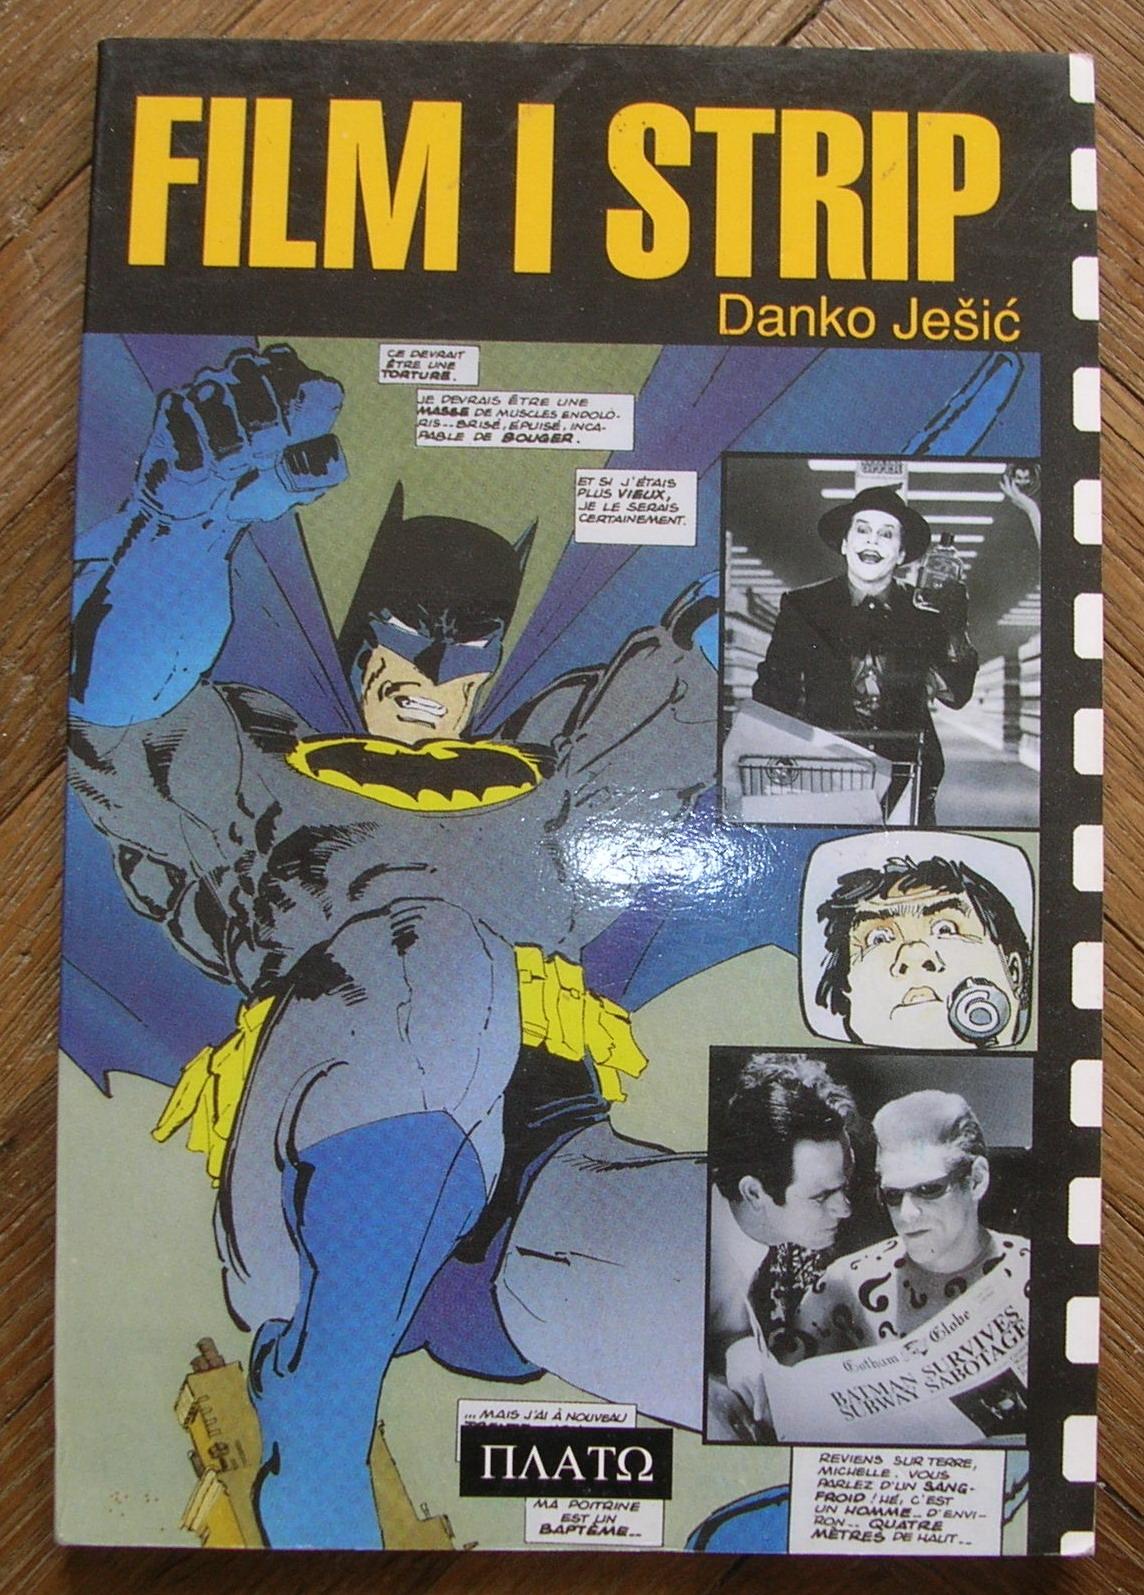 FILM I STRIP
Danko Ješić
CE DEVRAIT
ÊTRE UNE
TORTURE.
JE DEVRAIS ÊTRE UNE
MASSE DE MUSCLES ENDOLO-
RIS-- BRISÉ, ÉPUISÉ, INCA-
PABLE DE BOUGER.
ET SI J'ÉTAIS
PLUS VIEUX,
JE LE SERAIS
CERTAINEMENT.
Gotham Globe
BATMAN SURVIVES
SUBWAY SABOTAGE
... MAIS J'AI À NOUVEAU
ΠΛΑΤΩ
MA POITRINE
EST UN
BAPTÊME--
REVIENS SUR TERRE,
MICHELLE. VOUS
PARLEZ D'UN SANG-
FROID ! HÉ, C'EST
UN HOMME-- D'ENVI-
RON-- QUATRE
MÈTRES DE HAUT--